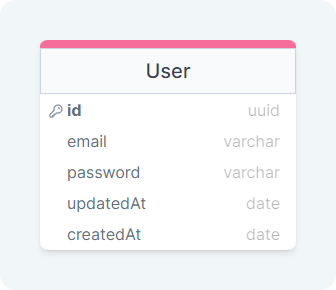 User
id uuid
email varchar
password varchar
updatedAt date
createdAt date